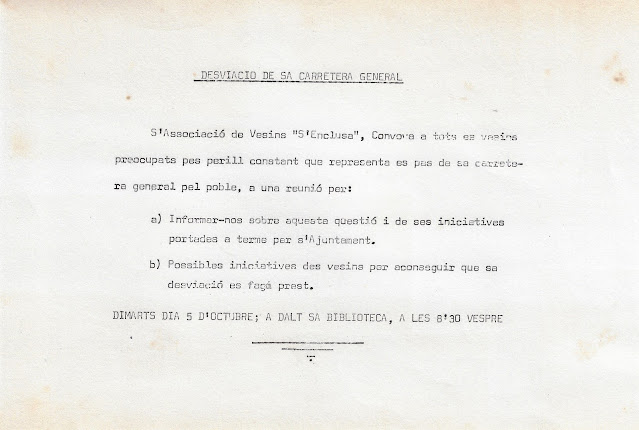 DESVIACIO DE SA CARRETERA GENERAL
S'Associació de Vesins "S'Enclusa", Convora a tots es vesins
preocupats pes perill constant que representa es pas de sa carrete-
ra general pel poble, a una reunió per:
a) Informar-nos sobre aquesta questió i de ses iniciatives
portades a terme per s'Ajuntament.
b) Possibles iniciatives des vesins per aconseguir que sa
desviació es façà prest.
DIMARTS DIA 5 D'OCTUBRE; A DALT SA BIBLIOTECA, A LES 8'30 VESPRE